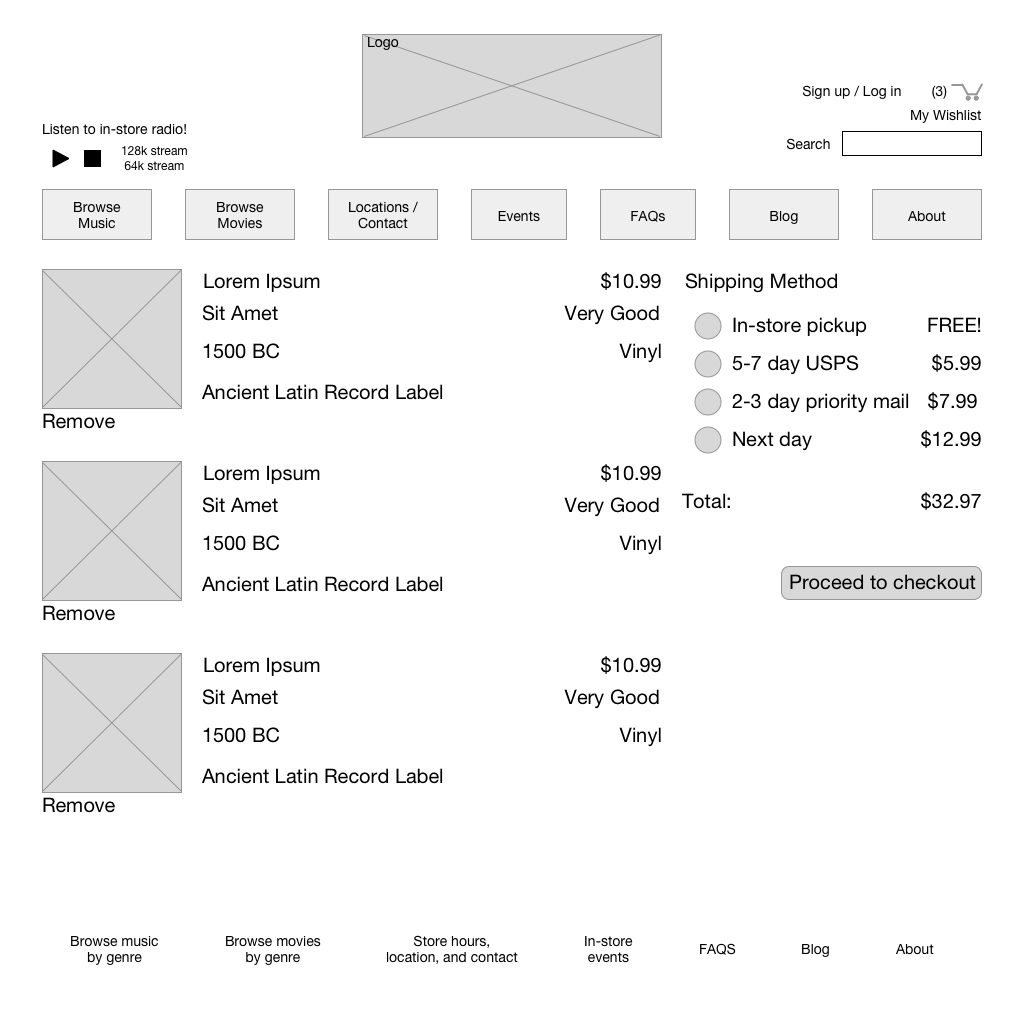 Logo
Sign up / Log in (3)
My Wishlist
Listen to in-store radio!
Search
128k stream
64k stream
Browse
Music
Browse
Movies
Locations /
Contact
Events
FAQs
Blog
About
Lorem Ipsum $10.99
Sit Amet Very Good
1500 BC Vinyl
Ancient Latin Record Label
Remove
Lorem Ipsum $10.99
Sit Amet Very Good
1500 BC Vinyl
Ancient Latin Record Label
Remove
Lorem Ipsum $10.99
Sit Amet Very Good
1500 BC Vinyl
Ancient Latin Record Label
Remove
Shipping Method
In-store pickup FREE!
5-7 day USPS $5.99
2-3 day priority mail $7.99
Next day $12.99
Total: $32.97
Proceed to checkout
Browse music
by genre
Browse movies
by genre
Store hours,
location, and contact
In-store
events
FAQS
Blog
About